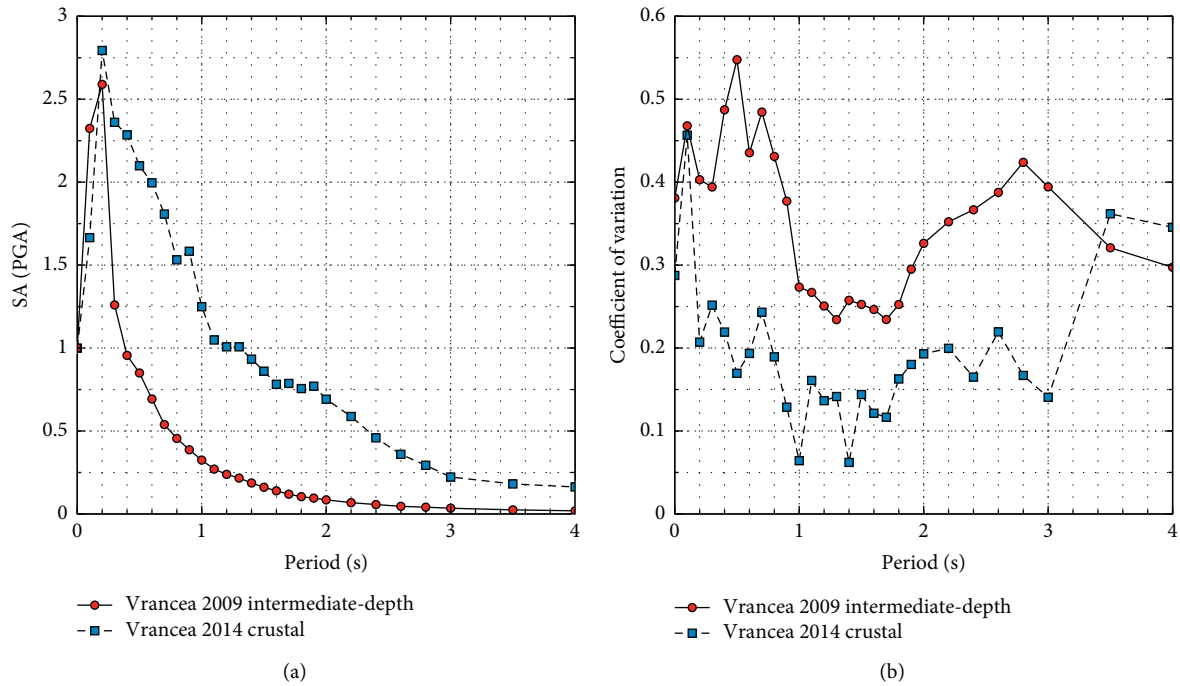 SA (PGA)
3
2.5
2
1.5
1
0.5
0
0 1 2 3 4
Period (s)
Vrancea 2009 intermediate-depth
Vrancea 2014 crustal
(a)
Coefficient of variation
0.6
0.5
0.4
0.3
0.2
0.1
0
0 1 2 3 4
Period (s)
Vrancea 2009 intermediate-depth
Vrancea 2014 crustal
(b)